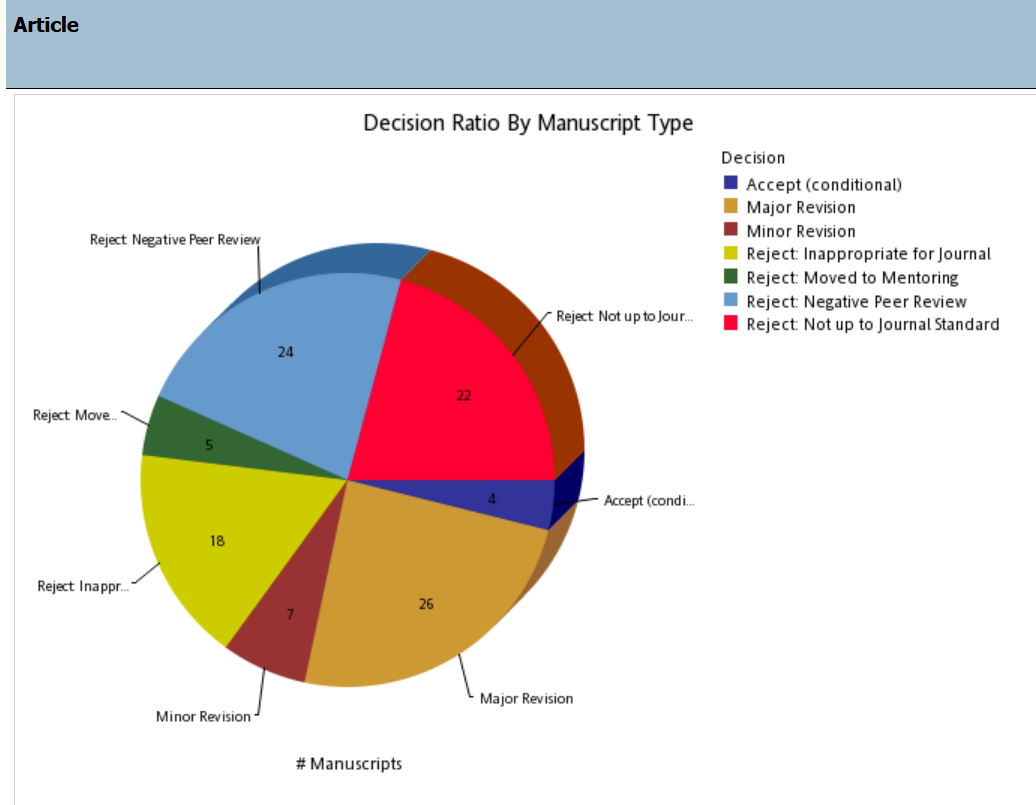 Article
Decision Ratio By Manuscript Type
Decision
Accept (conditional)
Major Revision
Minor Revision
Reject: Inappropriate for Journal
Reject: Moved to Mentoring
Reject: Negative Peer Review
Reject: Not up to Journal Standard
Reject: Negative Peer Review
Reject: Not up to Jour...
24
22
Reject: Move...
5
4
Accept (condi...
18
Reject: Inappr...
7
26
Major Revision
Minor Revision
# Manuscripts